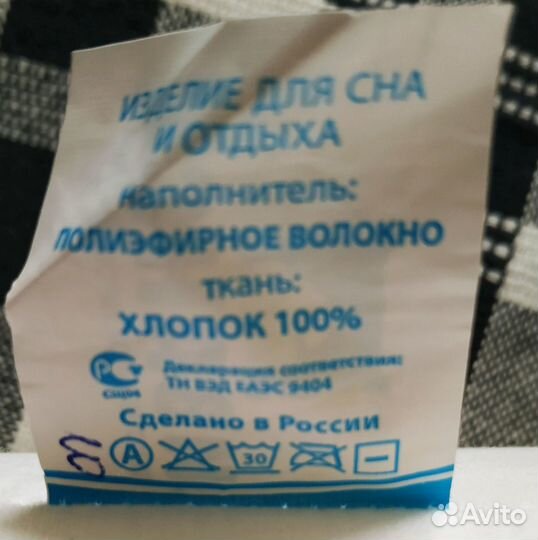 ИЗДЕЛИЕ ДЛЯ СНА
И ОТДЫХА
наполнитель:
ПОЛИЭФИРНОЕ ВОЛОКНО
ткань:
ХЛОПОК 100%
Декларация соответствия:
ТН ВЭД ЕАЭС 9404
Сделано в России
А 30
Avito